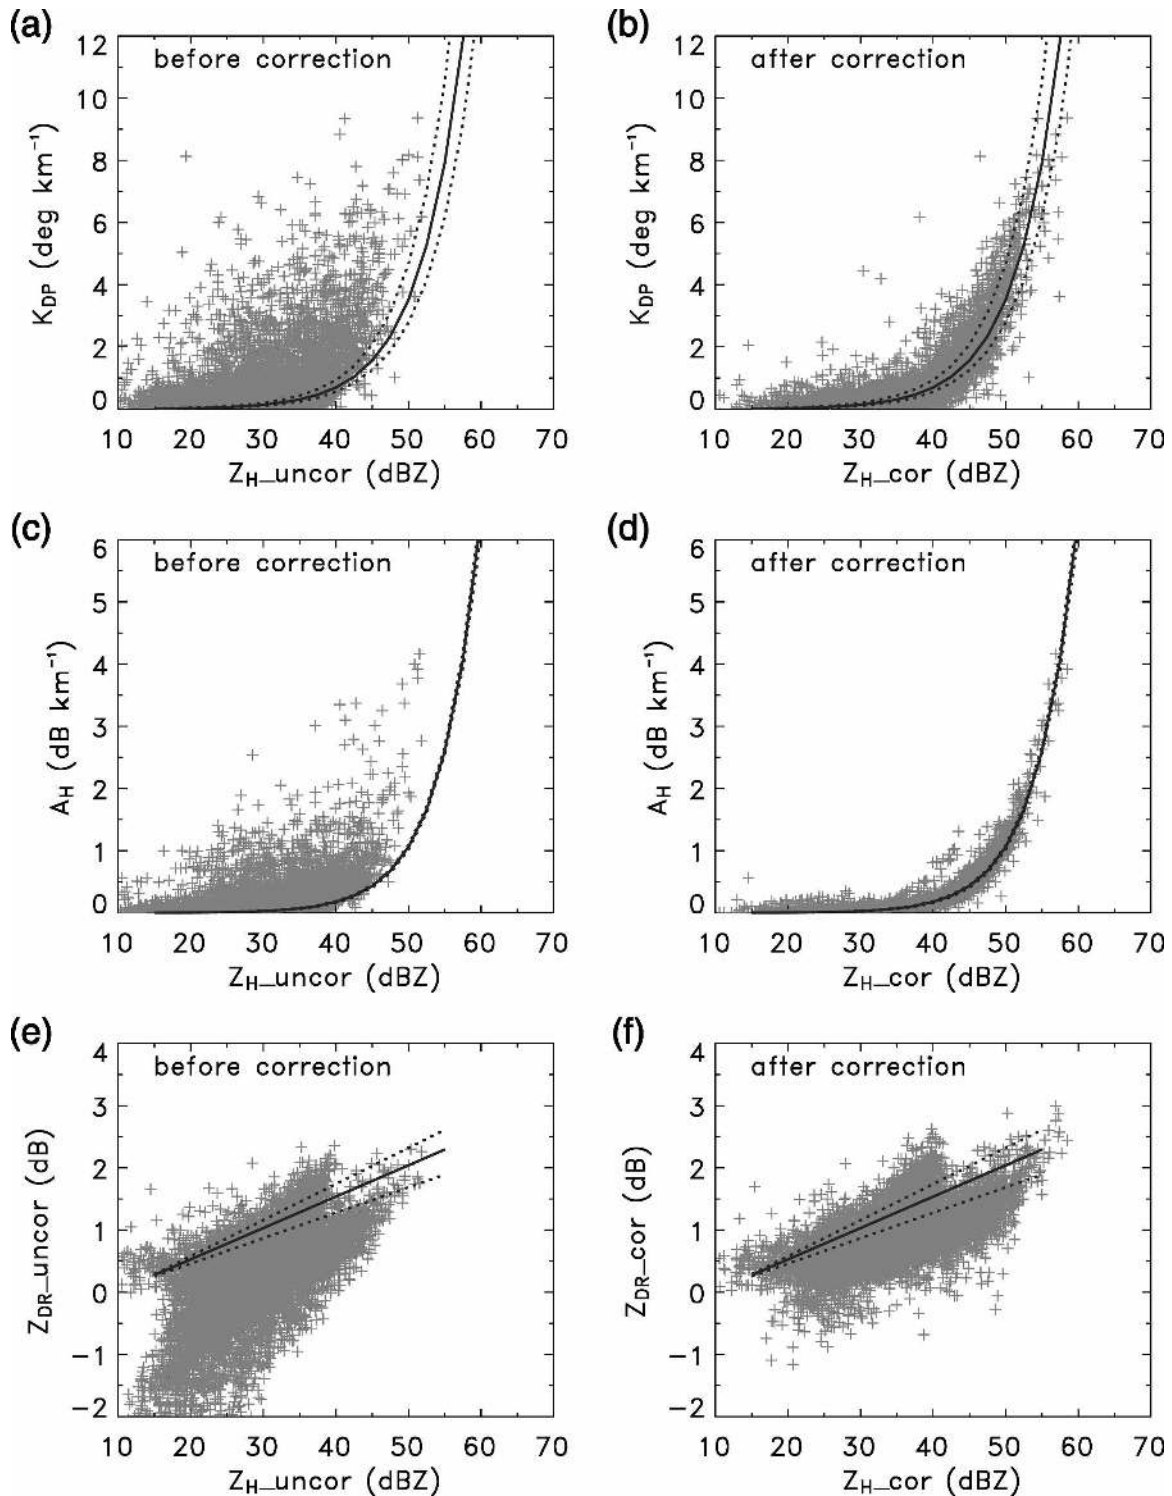 (a)
before correction
12
10
8
6
4
2
0
K_DP (deg km⁻¹)
10 20 30 40 50 60 70
Z_H_uncor (dBZ)
(b)
after correction
12
10
8
6
4
2
0
K_DP (deg km⁻¹)
10 20 30 40 50 60 70
Z_H_cor (dBZ)
(c)
before correction
6
5
4
3
2
1
0
A_H (dB km⁻¹)
10 20 30 40 50 60 70
Z_H_uncor (dBZ)
(d)
after correction
6
5
4
3
2
1
0
A_H (dB km⁻¹)
10 20 30 40 50 60 70
Z_H_cor (dBZ)
(e)
before correction
4
3
2
1
0
-1
-2
Z_DR_uncor (dB)
10 20 30 40 50 60 70
Z_H_uncor (dBZ)
(f)
after correction
4
3
2
1
0
-1
-2
Z_DR_cor (dB)
10 20 30 40 50 60 70
Z_H_cor (dBZ)